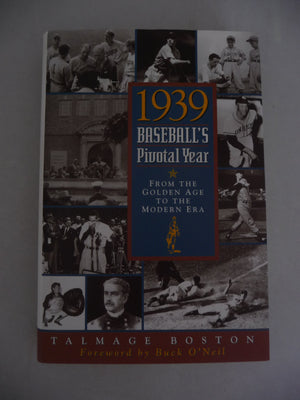 1939
BASEBALL'S
Pivotal Year
FROM THE
GOLDEN AGE
TO THE
MODERN ERA
TALMAGE BOSTON
Foreword by Buck O'Neil